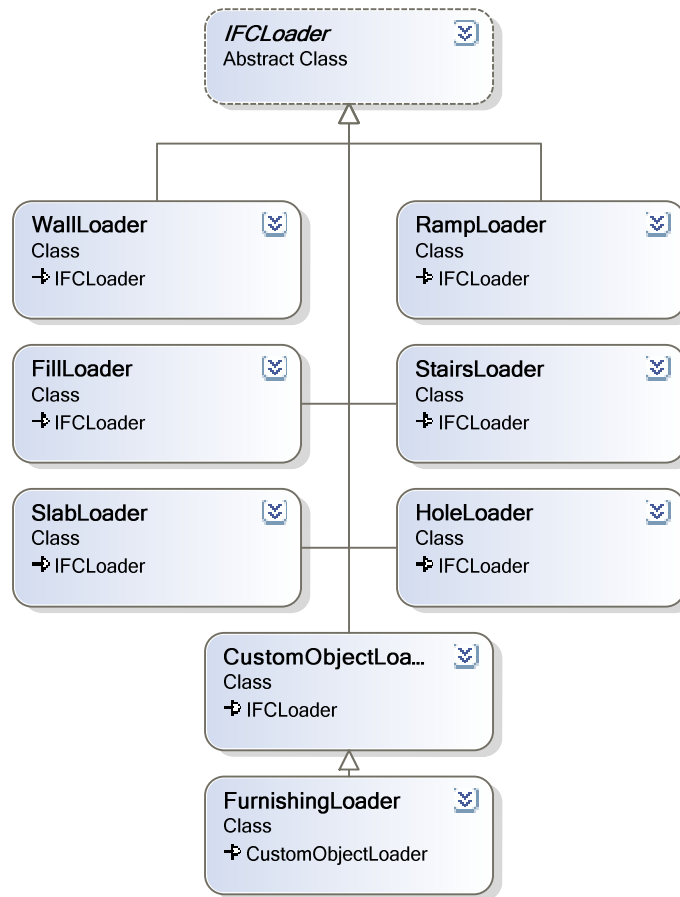 IFCLoader
Abstract Class
WallLoader
Class
IFCLoader
RampLoader
Class
IFCLoader
FillLoader
Class
IFCLoader
StairsLoader
Class
IFCLoader
SlabLoader
Class
IFCLoader
HoleLoader
Class
IFCLoader
CustomObjectLoa...
Class
IFCLoader
FurnishingLoader
Class
CustomObjectLoader